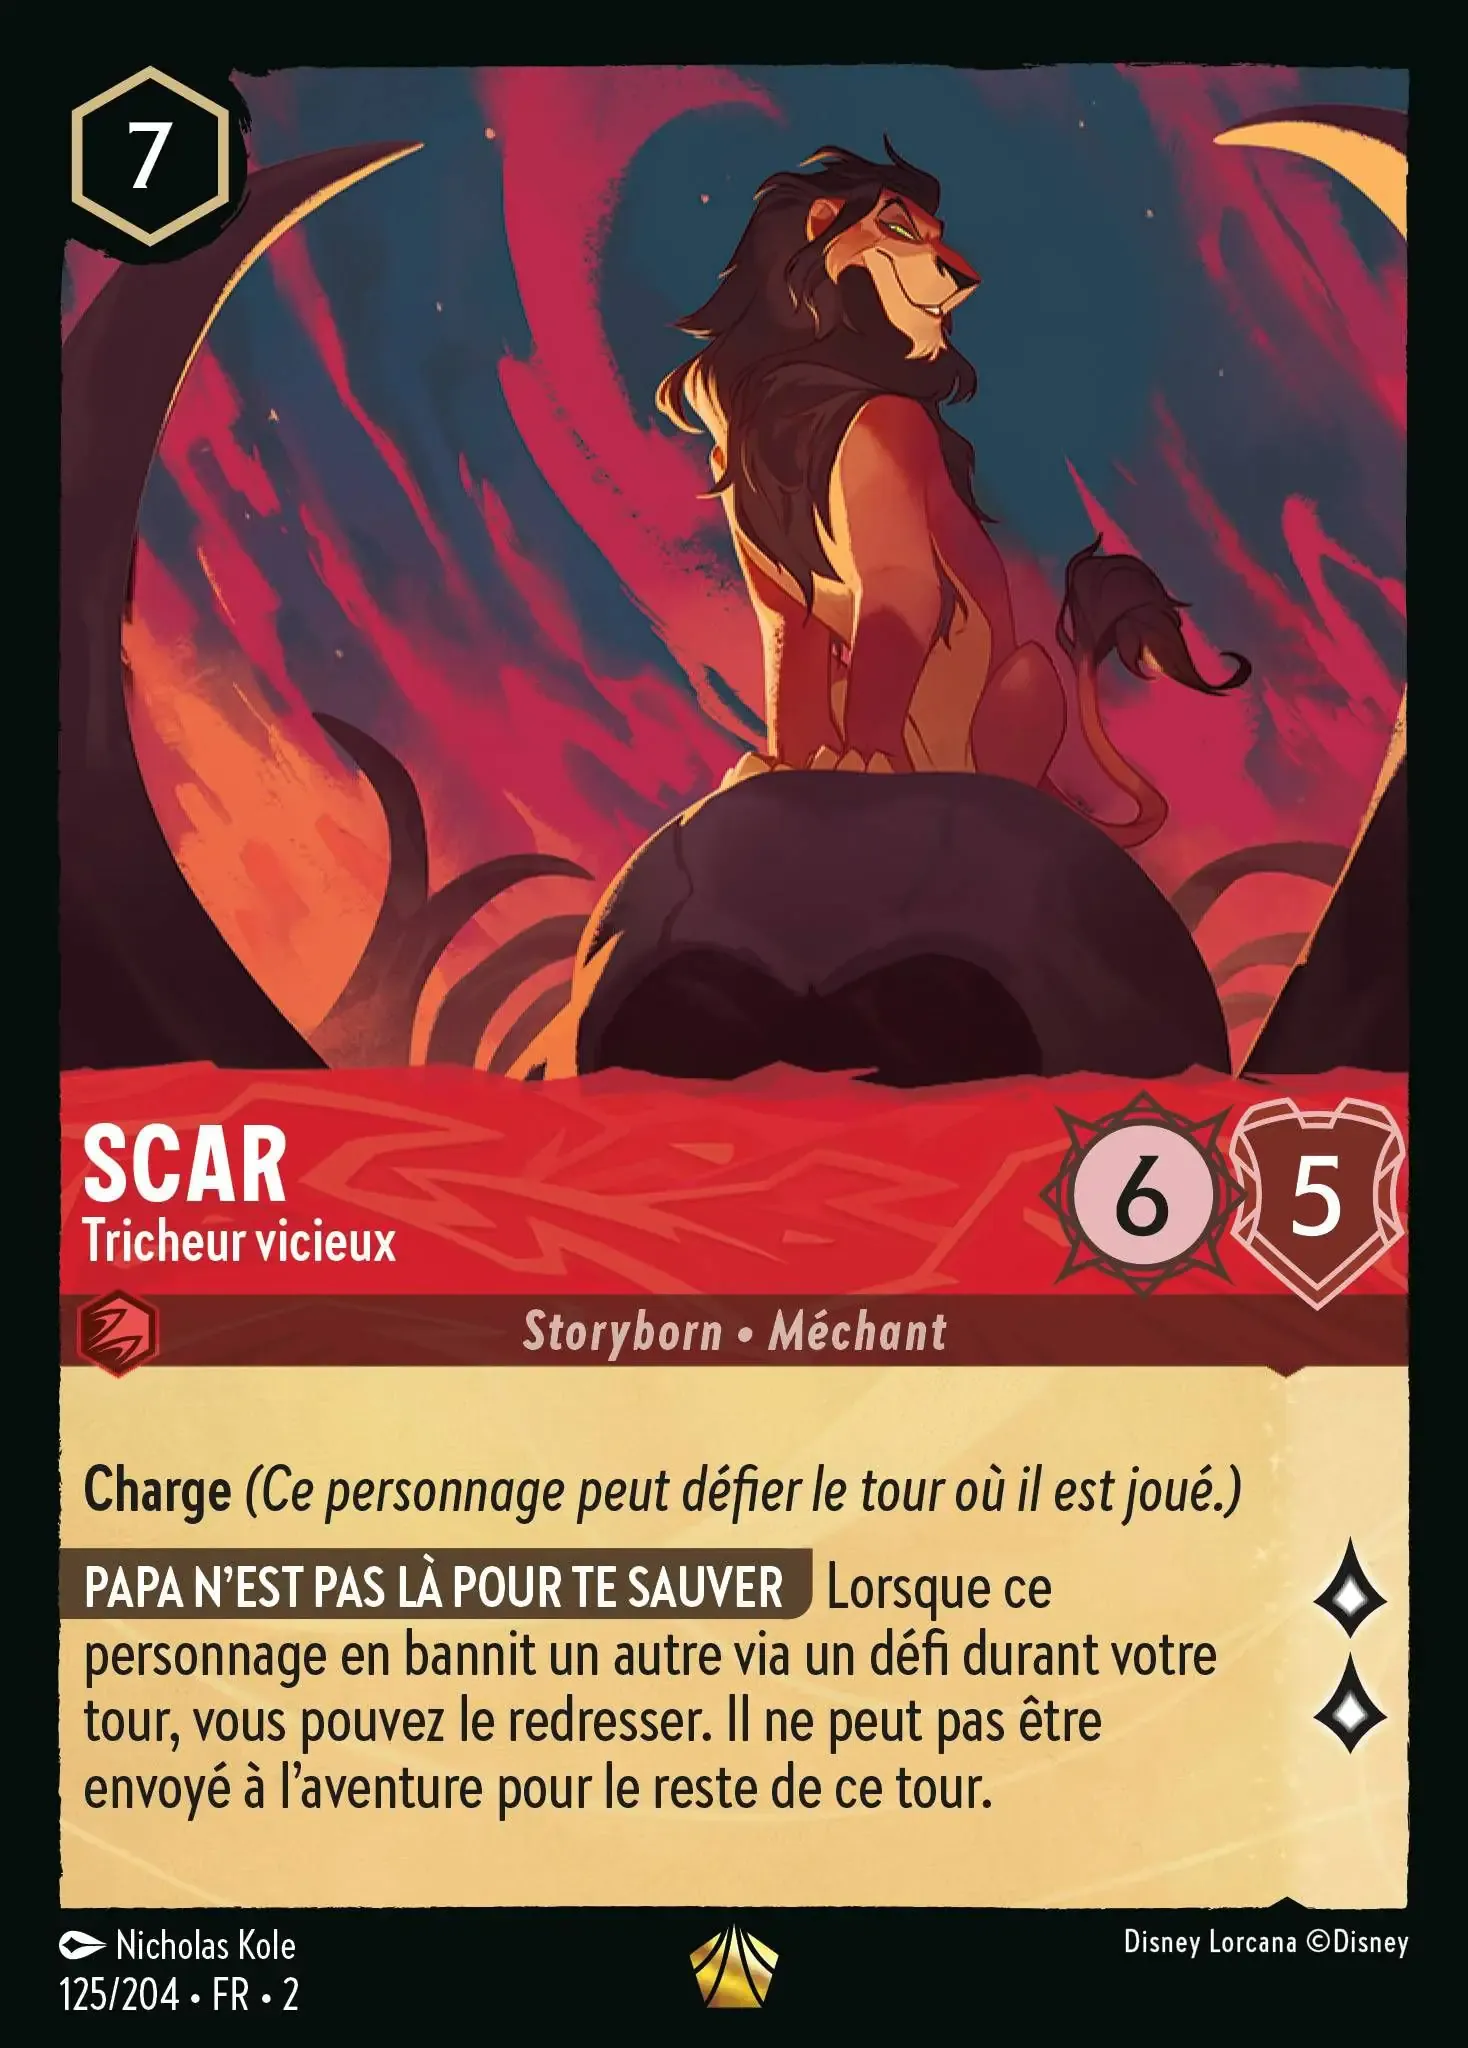 7
SCAR
Tricheur vicieux
6
5
Storyborn • Méchant
Charge (Ce personnage peut défier le tour où il est joué.)
PAPA N'EST PAS LÀ POUR TE SAUVER Lorsque ce
personnage en bannit un autre via un défi durant votre
tour, vous pouvez le redresser. Il ne peut pas être
envoyé à l'aventure pour le reste de ce tour.
Nicholas Kole
Disney Lorcana ©Disney
125/204 • FR • 2